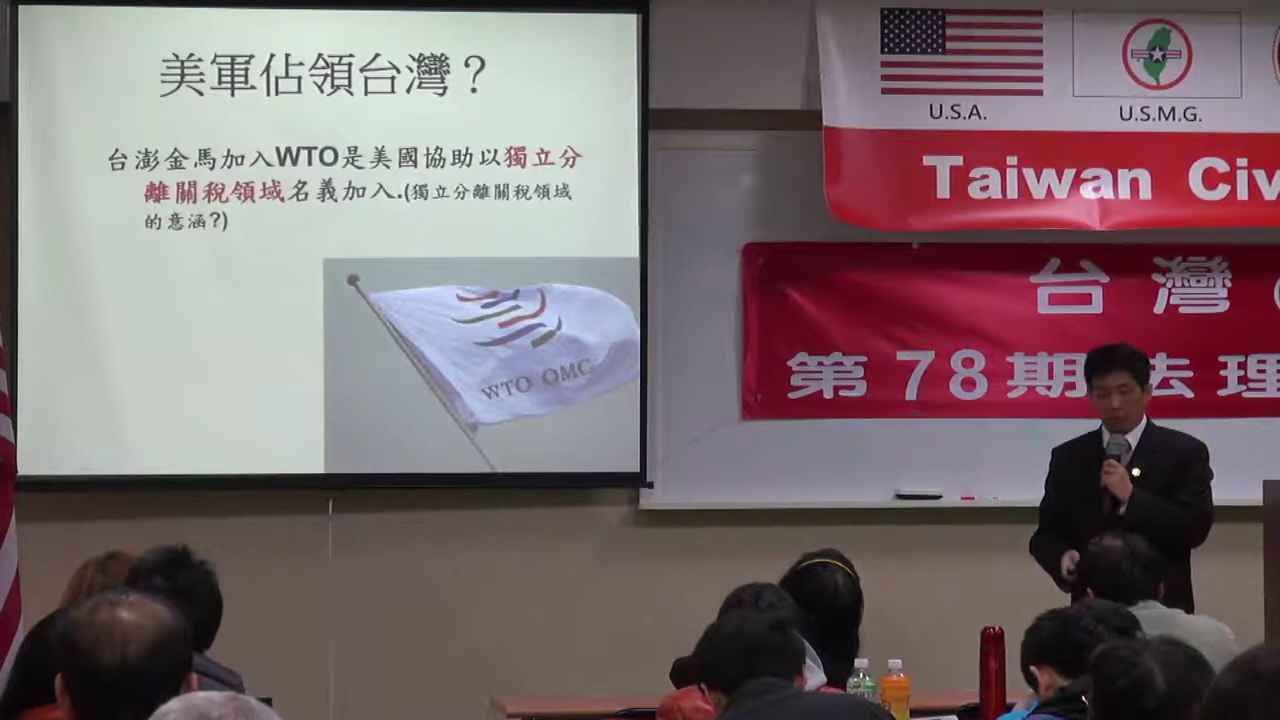 美軍佔領台灣？
台澎金馬加入WTO是美國協助以獨立分
離關稅領域名義加入.(獨立分離關稅領域
的意涵?)
WTO OMC
U.S.A.
U.S.M.G.
Taiwan Civ
台灣
第78期法理